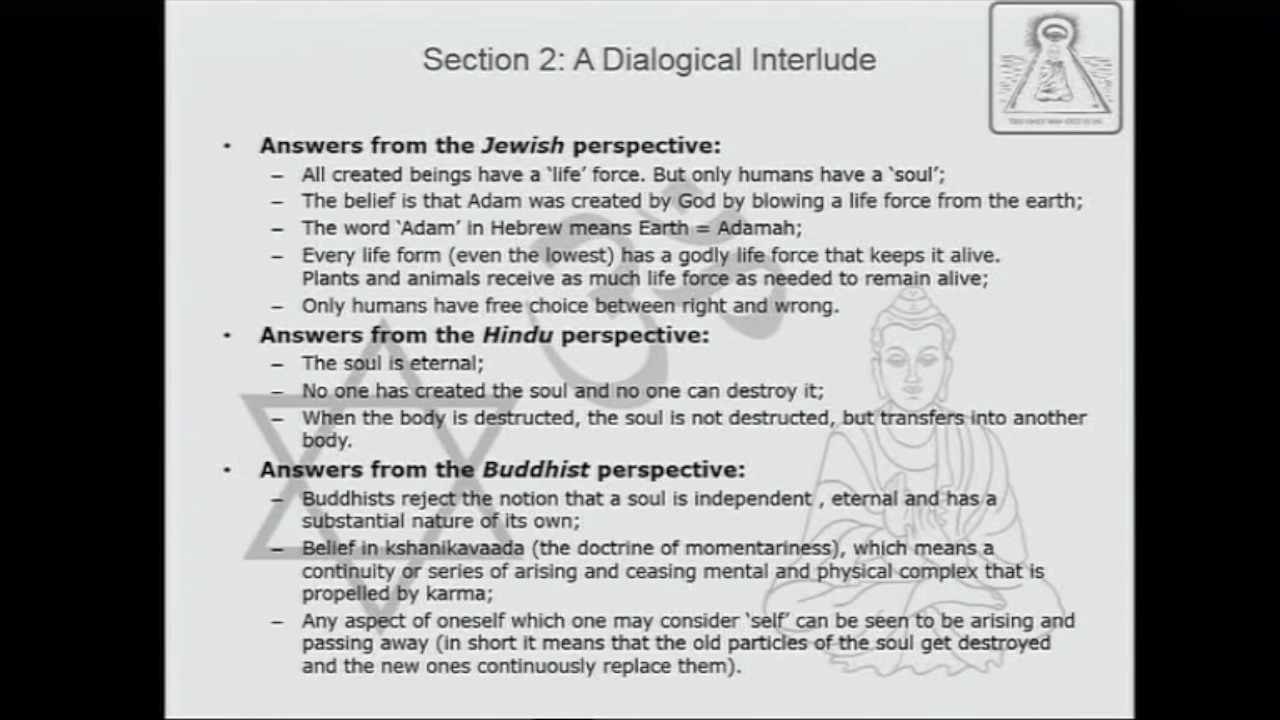 Section 2: A Dialogical Interlude
• Answers from the Jewish perspective:
– All created beings have a ‘life’ force. But only humans have a ‘soul’;
– The belief is that Adam was created by God by blowing a life force from the earth;
– The word ‘Adam’ in Hebrew means Earth = Adamah;
– Every life form (even the lowest) has a godly life force that keeps it alive.
Plants and animals receive as much life force as needed to remain alive;
– Only humans have free choice between right and wrong.
• Answers from the Hindu perspective:
– The soul is eternal;
– No one has created the soul and no one can destroy it;
– When the body is destructed, the soul is not destructed, but transfers into another
body.
• Answers from the Buddhist perspective:
– Buddhists reject the notion that a soul is independent , eternal and has a
substantial nature of its own;
– Belief in kshanikavaada (the doctrine of momentariness), which means a
continuity or series of arising and ceasing mental and physical complex that is
propelled by karma;
– Any aspect of oneself which one may consider ‘self’ can be seen to be arising and
passing away (in short it means that the old particles of the soul get destroyed
and the new ones continuously replace them).